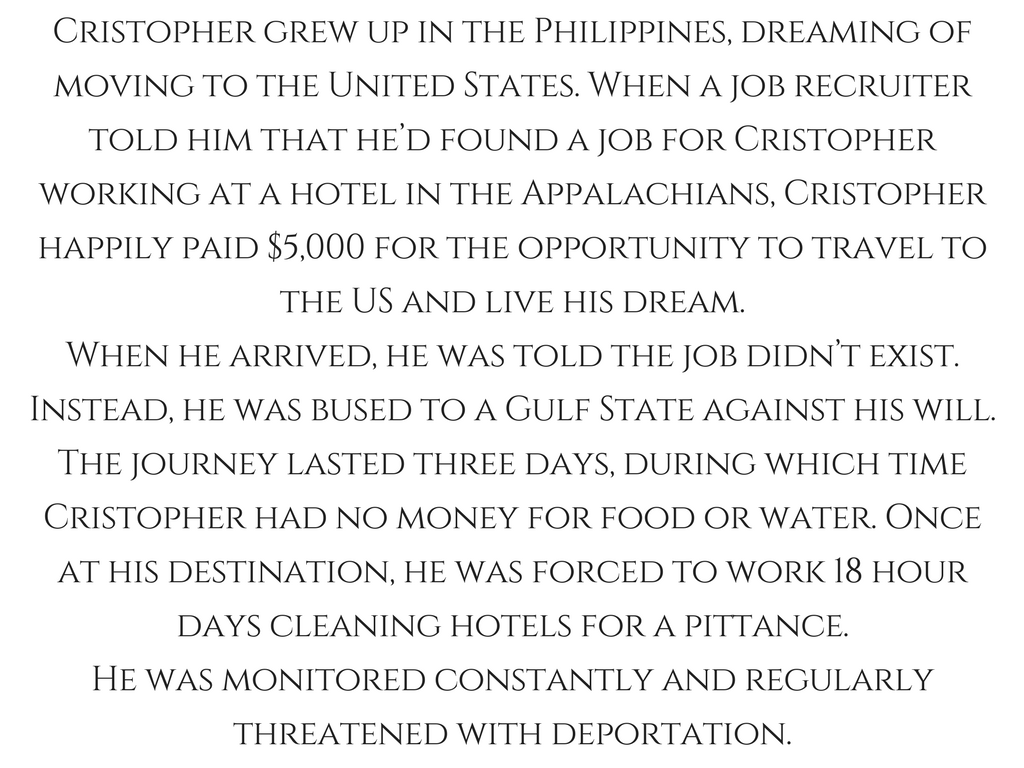 Cristopher grew up in the Philippines, dreaming of
moving to the United States. When a job recruiter
told him that he’d found a job for Cristopher
working at a hotel in the Appalachians, Cristopher
happily paid $5,000 for the opportunity to travel to
the US and live his dream.
When he arrived, he was told the job didn’t exist.
Instead, he was bused to a Gulf State against his will.
The journey lasted three days, during which time
Cristopher had no money for food or water. Once
at his destination, he was forced to work 18 hour
days cleaning hotels for a pittance.
He was monitored constantly and regularly
threatened with deportation.